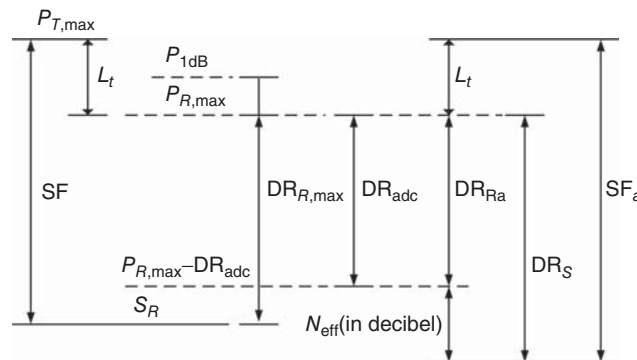 P_T,max
L_t
P_1dB
P_R,max
L_t
SF
DR_R,max
DR_adc
DR_Ra
SF_a
P_R,max–DR_adc
DR_S
S_R
N_eff(in decibel)